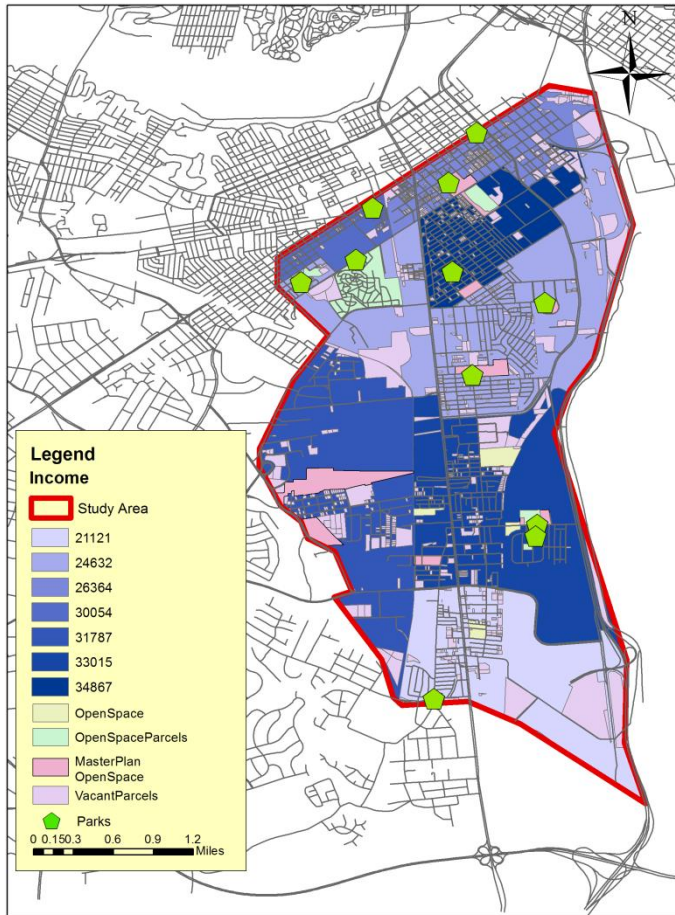 N
Legend
Income
Study Area
21121
24632
26364
30054
31787
33015
34867
OpenSpace
OpenSpaceParcels
MasterPlan
OpenSpace
VacantParcels
Parks
0 0.150.3 0.6 0.9 1.2
Miles